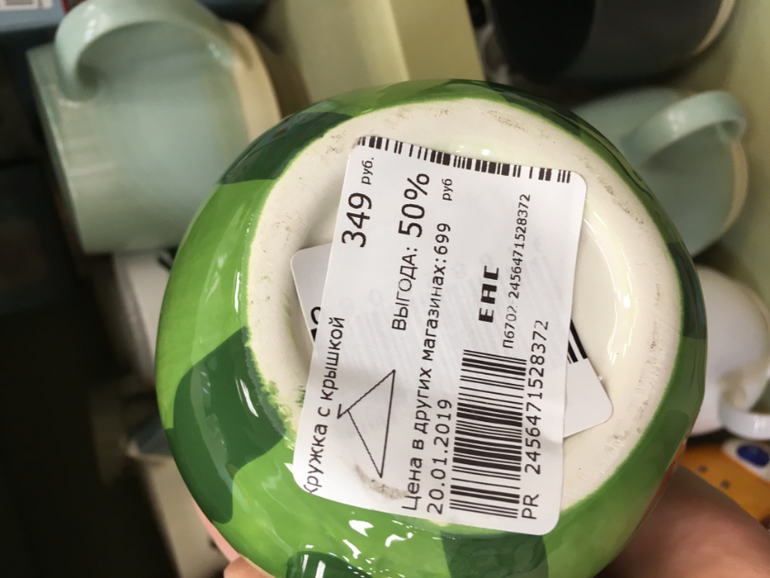 Кружка с крышкой
349 руб.
ВЫГОДА: 50%
Цена в других магазинах: 699 руб
20.01.2019
EAC
П6702 2456471528372
PR 2456471528372